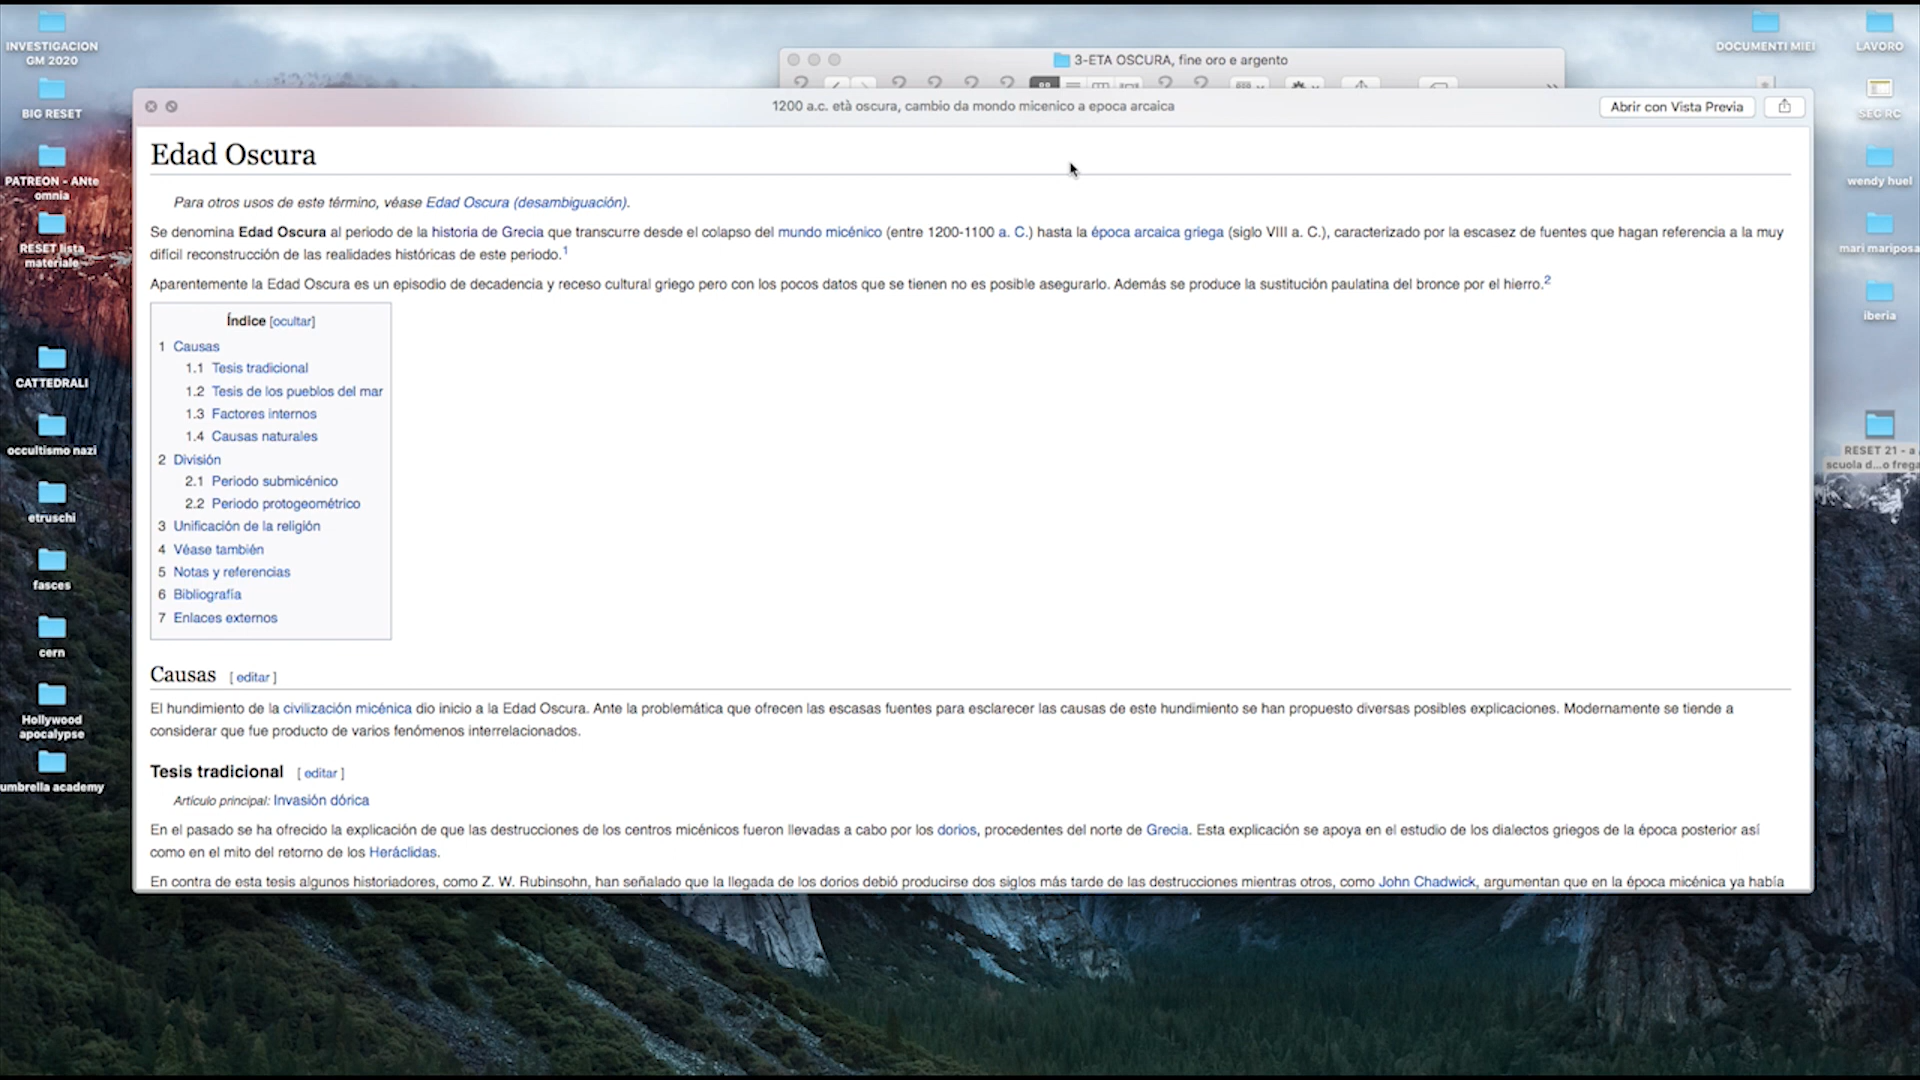 INVESTIGACION
GM 2020
BIG RESET
PATREON - ANte
omnia
RESET lista
materiale
CATTEDRALI
occultismo nazi
etruschi
fasces
cern
Hollywood
apocalypse
umbrella academy
3-ETA OSCURA, fine oro e argento
1200 a.c. età oscura, cambio da mondo micenico a epoca arcaica
Abrir con Vista Previa
Edad Oscura
Para otros usos de este término, véase Edad Oscura (desambiguación).
Se denomina Edad Oscura al periodo de la historia de Grecia que transcurre desde el colapso del mundo micénico (entre 1200-1100 a. C.) hasta la época arcaica griega (siglo VIII a. C.), caracterizado por la escasez de fuentes que hagan referencia a la muy
difícil reconstrucción de las realidades históricas de este periodo.1
Aparentemente la Edad Oscura es un episodio de decadencia y receso cultural griego pero con los pocos datos que se tienen no es posible asegurarlo. Además se produce la sustitución paulatina del bronce por el hierro.2
Índice [ocultar]
1 Causas
1.1 Tesis tradicional
1.2 Tesis de los pueblos del mar
1.3 Factores internos
1.4 Causas naturales
2 División
2.1 Periodo submicénico
2.2 Periodo protogeométrico
3 Unificación de la religión
4 Véase también
5 Notas y referencias
6 Bibliografía
7 Enlaces externos
Causas [ editar ]
El hundimiento de la civilización micénica dio inicio a la Edad Oscura. Ante la problemática que ofrecen las escasas fuentes para esclarecer las causas de este hundimiento se han propuesto diversas posibles explicaciones. Modernamente se tiende a
considerar que fue producto de varios fenómenos interrelacionados.
Tesis tradicional [ editar ]
Artículo principal: Invasión dórica
En el pasado se ha ofrecido la explicación de que las destrucciones de los centros micénicos fueron llevadas a cabo por los dorios, procedentes del norte de Grecia. Esta explicación se apoya en el estudio de los dialectos griegos de la época posterior así
como en el mito del retorno de los Heráclidas.
En contra de esta tesis algunos historiadores, como Z. W. Rubinsohn, han señalado que la llegada de los dorios debió producirse dos siglos más tarde de las destrucciones mientras otros, como John Chadwick, argumentan que en la época micénica ya había
DOCUMENTI MIEI
LAVORO
SEG RC
wendy huel
mari mariposa
iberia
RESET 21 - a
scuola d...o frega